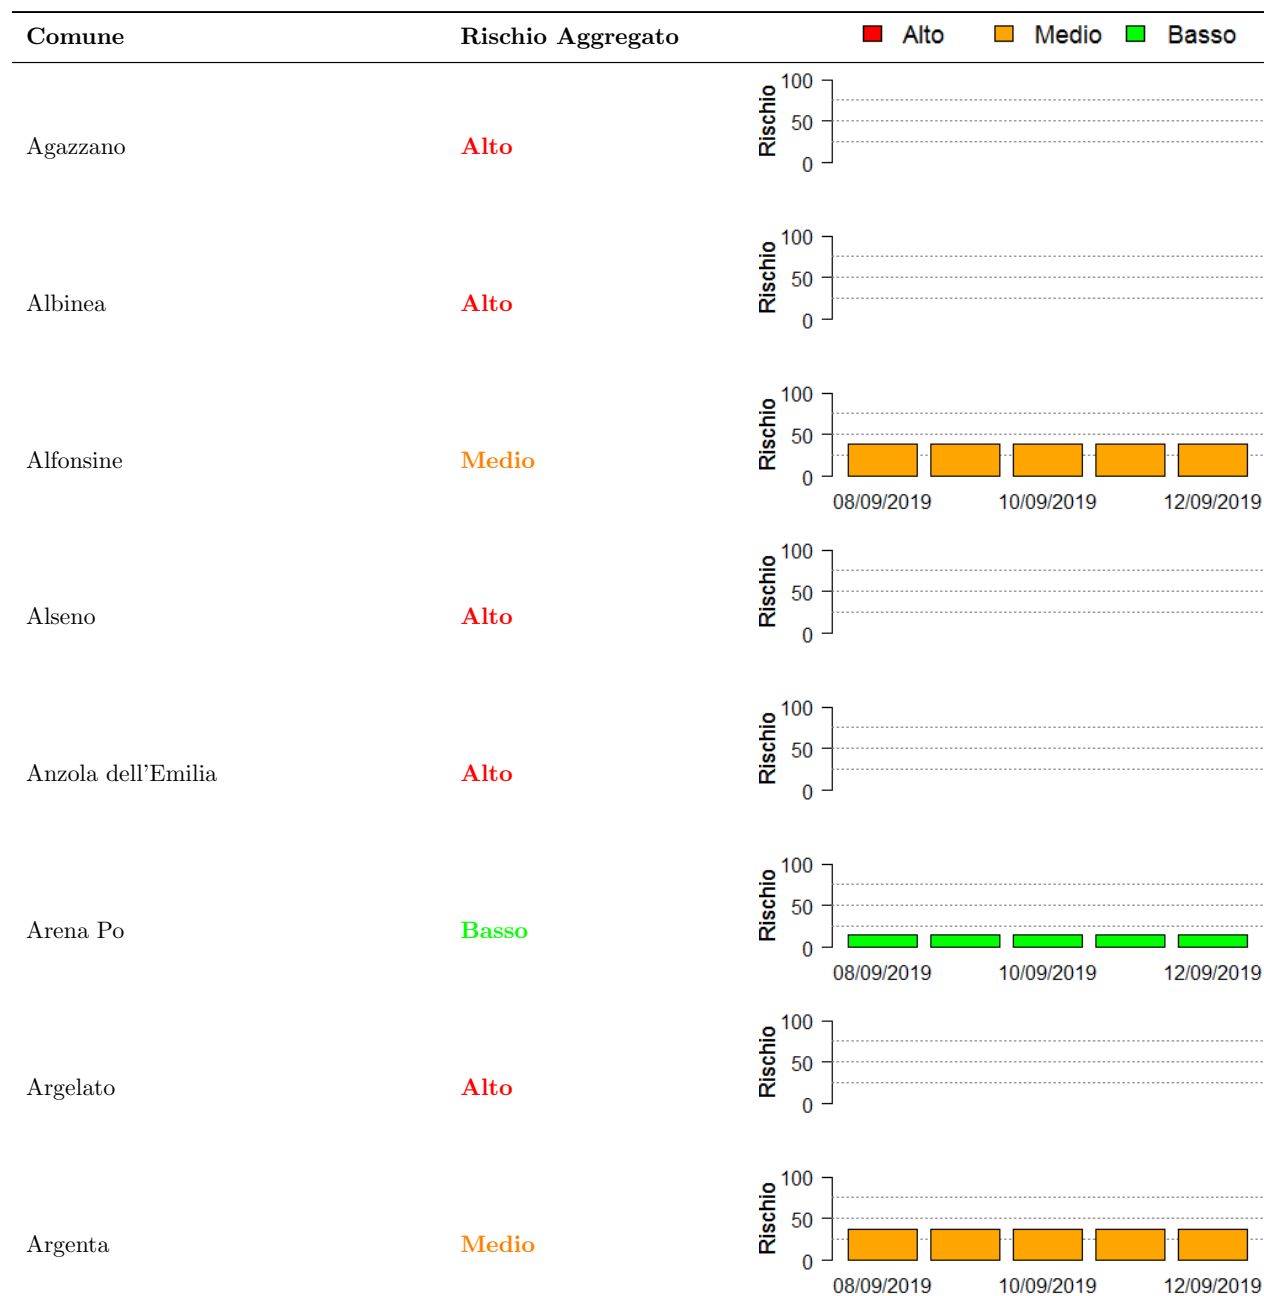 Comune Rischio Aggregato Alto Medio Basso
100
50
0
Rischio
Agazzano Alto
100
50
0
Rischio
Albinea Alto
100
50
0
Rischio
Alfonsine Medio
08/09/2019 10/09/2019 12/09/2019
100
50
0
Rischio
Alseno Alto
100
50
0
Rischio
Anzola dell'Emilia Alto
100
50
0
Rischio
Arena Po Basso
08/09/2019 10/09/2019 12/09/2019
100
50
0
Rischio
Argelato Alto
100
50
0
Rischio
Argenta Medio
08/09/2019 10/09/2019 12/09/2019